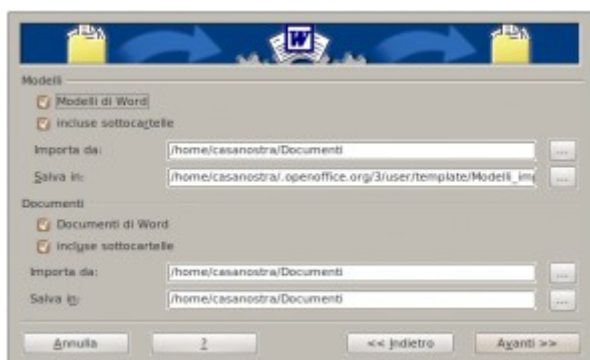 W
Modelli
Modelli di Word
incluse sottocartelle
Importa da: /home/casanostra/Documenti ...
Salva in: /home/casanostra/.openoffice.org/3/user/template/Modelli_imp ...
Documenti
Documenti di Word
incluse sottocartelle
Importa da: /home/casanostra/Documenti ...
Salva in: /home/casanostra/Documenti ...
Annulla ? << Indietro Avanti >>